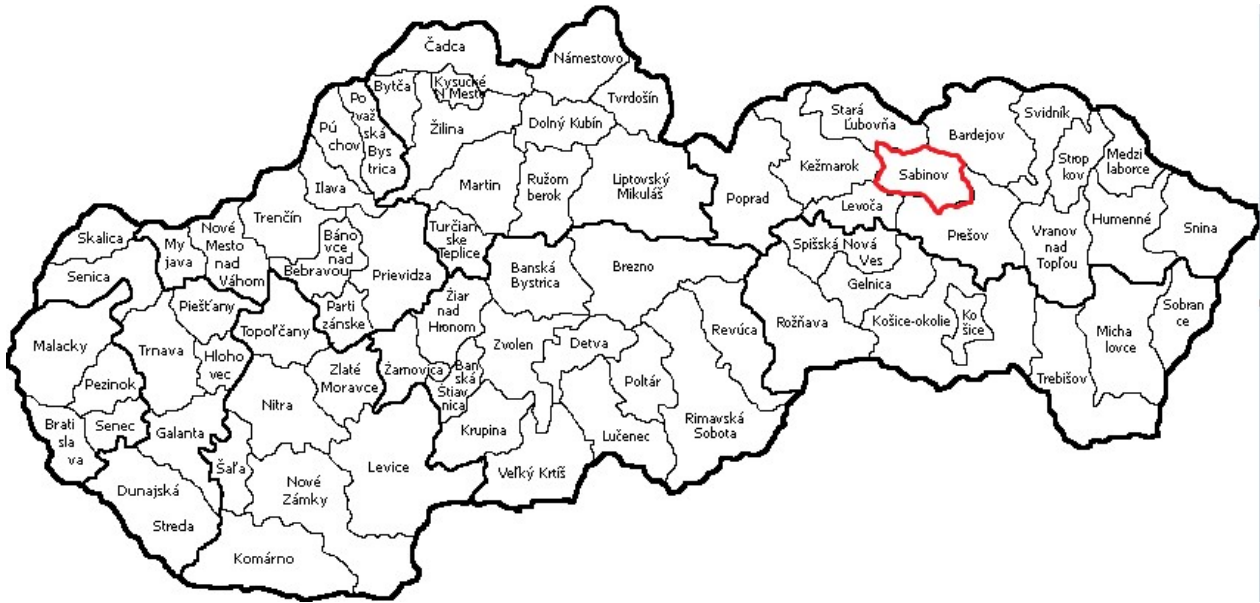 Čadca
Námestovo
Bytča
Kysucké
N Mesto
Tvrdošín
Po
važ
ská
Bys
trica
Pú
chov
Žilina
Dolný Kubín
Stará
Ľubovňa
Svidník
Bardejov
Strop
kov
Medzi
laborce
Kežmarok
Sabinov
Ilava
Martin
Ružom
berok
Liptovský
Mikuláš
Poprad
Levoča
Trenčín
Turčian
ske
Teplice
Prešov
Vranov
nad
Topľou
Humenné
Snina
Skalica
My
java
Nové
Mesto
nad
Váhom
Báno
vce nad
Bebravou
Prievidza
Spišská Nová
Ves
Senica
Banská
Bystrica
Brezno
Gelnica
Piešťany
Parti
zánske
Žiar
nad
Hronom
Sobran
ce
Malacky
Trnava
Topoľčany
Hloho
vec
Zvolen
Detva
Revúca
Rožňava
Košice-okolie
Ko
šice
Micha
lovce
Pezinok
Zlaté
Moravce
Žarnovica
Ban
ská
Štiav
nica
Poltár
Trebišov
Nitra
Brati
sla
va
Senec
Galanta
Krupina
Lučenec
Rimavská
Sobota
Šaľa
Levice
Veľký Krtíš
Dunajská
Streda
Nové
Zámky
Komárno